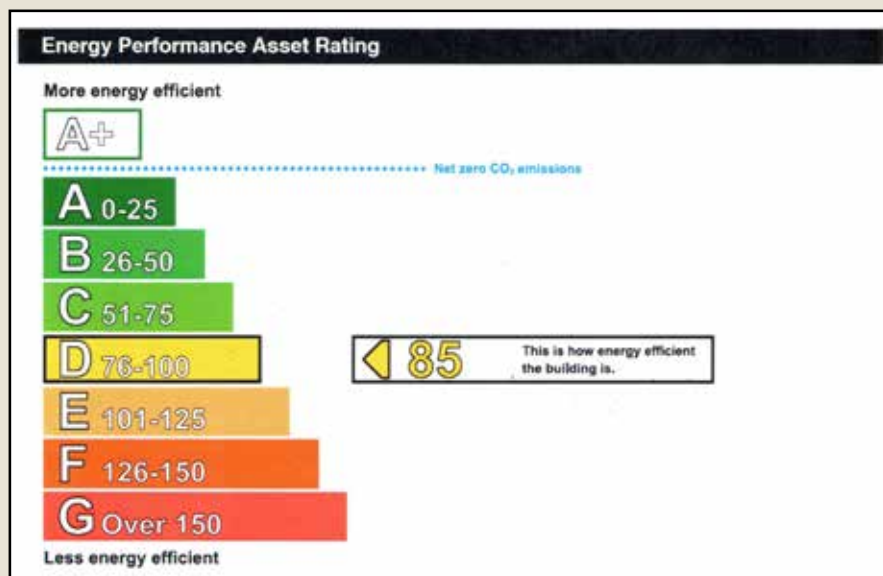 Energy Performance Asset Rating
More energy efficient
A+
Net zero CO₂ emissions
A 0-25
B 26-50
C 51-75
D 76-100
85 This is how energy efficient
the building is.
E 101-125
F 126-150
G Over 150
Less energy efficient